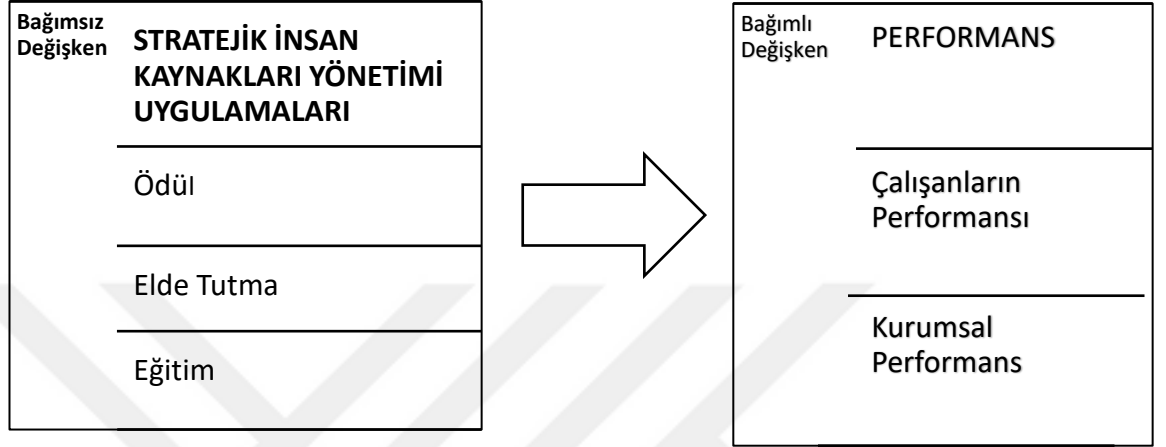 Bağımsız
Değişken
STRATEJİK İNSAN
KAYNAKLARI YÖNETİMİ
UYGULAMALARI
Ödül
Elde Tutma
Eğitim
Bağımlı
Değişken
PERFORMANS
Çalışanların
Performansı
Kurumsal
Performans